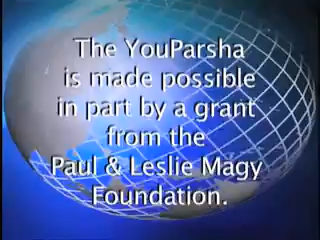 The YouParsha
is made possible
in part by a grant
from the
Paul & Leslie Magy
Foundation.